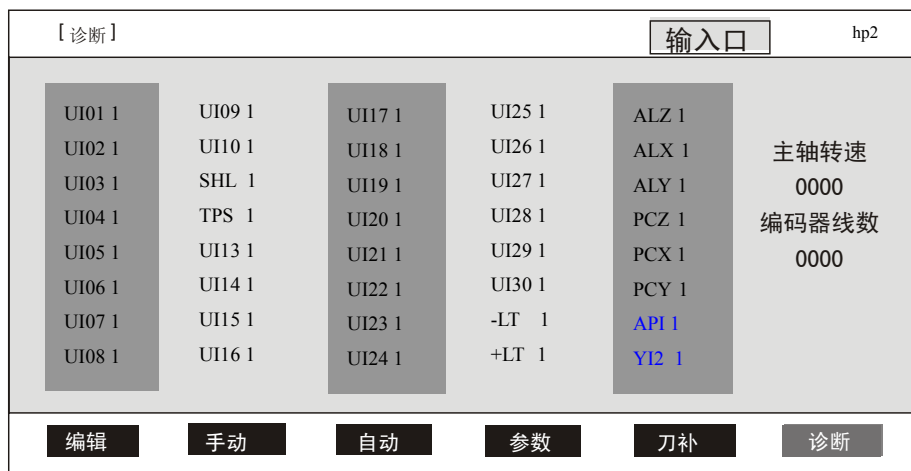 [诊断] 输入口 hp2
UI01 1 UI09 1 UI17 1 UI25 1 ALZ 1
UI02 1 UI10 1 UI18 1 UI26 1 ALX 1 主轴转速
UI03 1 SHL 1 UI19 1 UI27 1 ALY 1 0000
UI04 1 TPS 1 UI20 1 UI28 1 PCZ 1 编码器线数
UI05 1 UI13 1 UI21 1 UI29 1 PCX 1 0000
UI06 1 UI14 1 UI22 1 UI30 1 PCY 1
UI07 1 UI15 1 UI23 1 -LT 1 API 1
UI08 1 UI16 1 UI24 1 +LT 1 YI2 1
编辑 手动 自动 参数 刀补 诊断